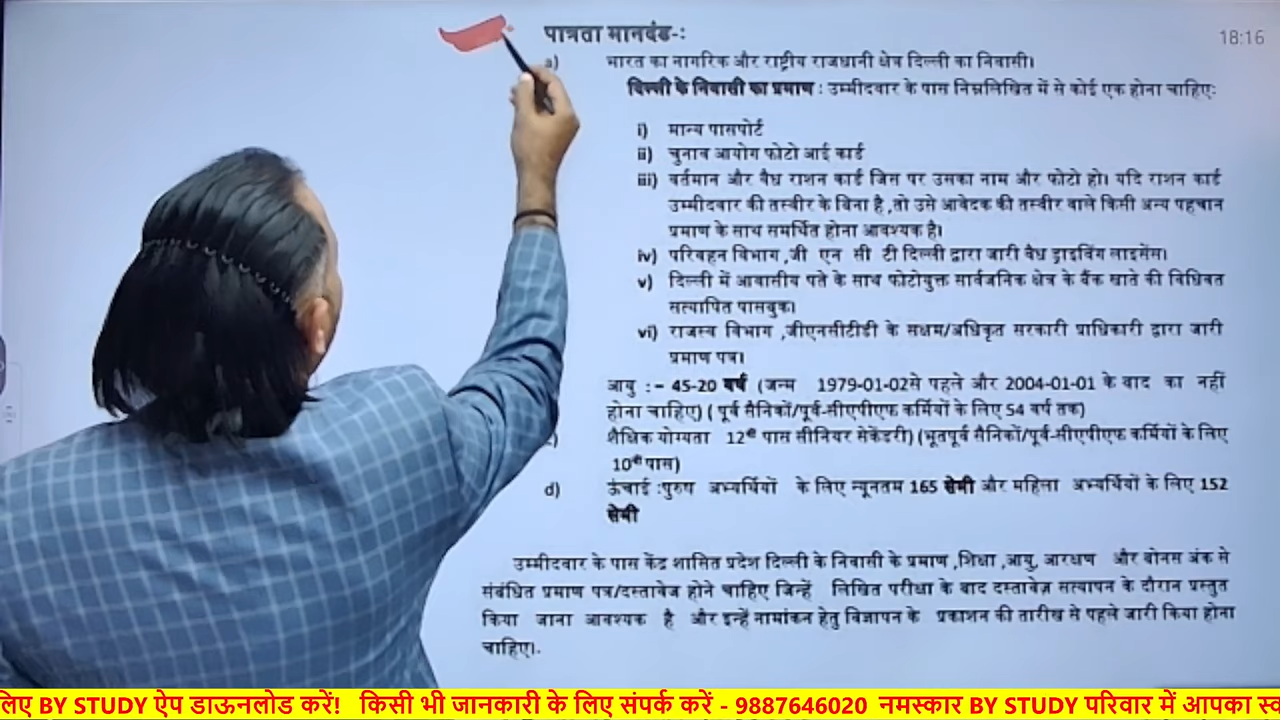 पात्रता मानदंड-:
18:16
a) भारत का नागरिक और राष्ट्रीय राजधानी क्षेत्र दिल्ली का निवासी।
दिल्ली के निवासी का प्रमाण : उम्मीदवार के पास निम्नलिखित में से कोई एक होना चाहिए:
i) मान्य पासपोर्ट
ii) चुनाव आयोग फोटो आई कार्ड
iii) वर्तमान और वैध राशन कार्ड जिस पर उसका नाम और फोटो हो। यदि राशन कार्ड
उम्मीदवार की तस्वीर के बिना है ,तो उसे आवेदक की तस्वीर वाले किसी अन्य पहचान
प्रमाण के साथ समर्थित होना आवश्यक है।
iv) परिवहन विभाग ,जी एन सी टी दिल्ली द्वारा जारी वैध ड्राइविंग लाइसेंस।
v) दिल्ली में आवासीय पते के साथ फोटोयुक्त सार्वजनिक क्षेत्र के बैंक खाते की विधिवत
सत्यापित पासबुक।
vi) राजस्व विभाग ,जीएनसीटीडी के सक्षम/अधिकृत सरकारी प्राधिकारी द्वारा जारी
प्रमाण पत्र।
आयु : - 45-20 वर्ष (जन्म 1979-01-02से पहले और 2004-01-01 के बाद का नहीं
होना चाहिए) ( पूर्व सैनिकों/पूर्व-सीएपीएफ कर्मियों के लिए 54 वर्ष तक)
शैक्षिक योग्यता 12th पास सीनियर सेकेंडरी) (भूतपूर्व सैनिकों/पूर्व-सीएपीएफ कर्मियों के लिए
10th पास)
d) ऊंचाई :पुरुष अभ्यर्थियों के लिए न्यूनतम 165 सेमी और महिला अभ्यर्थियों के लिए 152
सेमी
उम्मीदवार के पास केंद्र शासित प्रदेश दिल्ली के निवासी के प्रमाण ,शिक्षा ,आयु, आरक्षण और बोनस अंक से
संबंधित प्रमाण पत्र/दस्तावेज होने चाहिए जिन्हें लिखित परीक्षा के बाद दस्तावेज़ सत्यापन के दौरान प्रस्तुत
किया जाना आवश्यक है और इन्हें नामांकन हेतु विज्ञापन के प्रकाशन की तारीख से पहले जारी किया होना
चाहिए।.
लिए BY STUDY ऐप डाऊनलोड करें! किसी भी जानकारी के लिए संपर्क करें - 9887646020 नमस्कार BY STUDY परिवार में आपका